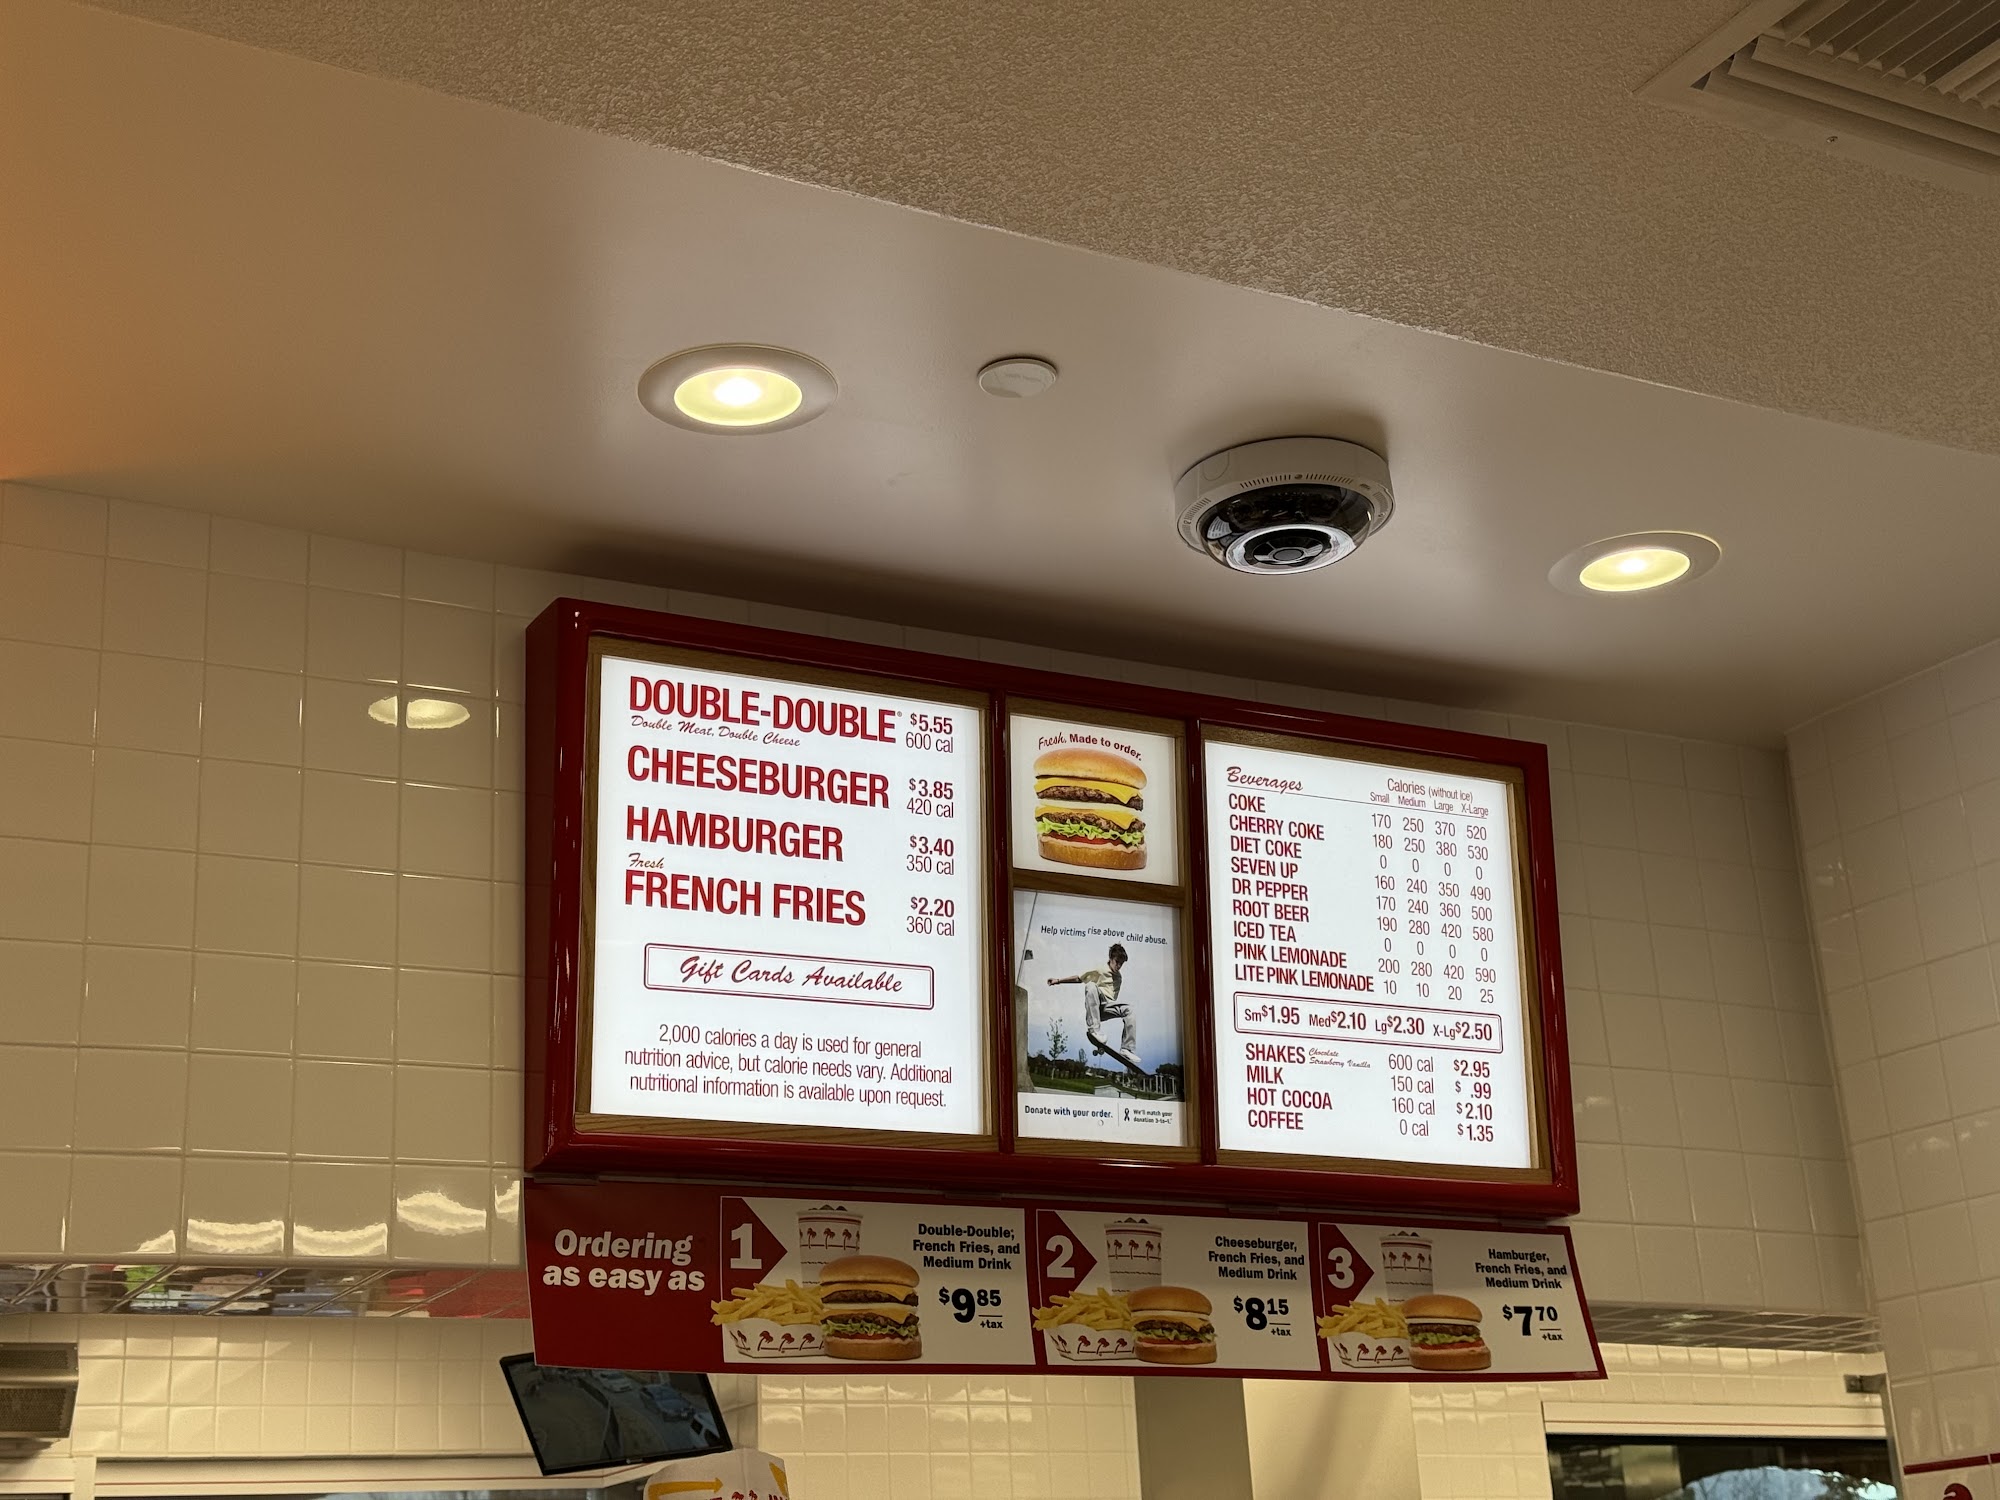 DOUBLE-DOUBLE® $5.55
Double Meat, Double Cheese 600 cal
CHEESEBURGER $3.85
420 cal
HAMBURGER $3.40
350 cal
Fresh
FRENCH FRIES $2.20
360 cal
Gift Cards Available
2,000 calories a day is used for general
nutrition advice, but calorie needs vary. Additional
nutritional information is available upon request.
Fresh. Made to order.
Help victims rise above child abuse.
Donate with your order.
We'll match your
donation 3-to-1.
Beverages Calories (without ice)
Small Medium Large X-Large
COKE 170 250 370 520
CHERRY COKE 180 250 380 530
DIET COKE 0 0 0 0
SEVEN UP 160 240 350 490
DR PEPPER 170 240 360 500
ROOT BEER 190 280 420 580
ICED TEA 0 0 0 0
PINK LEMONADE 200 280 420 590
LITE PINK LEMONADE 10 10 20 25
Sm$1.95 Med$2.10 Lg$2.30 X-Lg$2.50
SHAKES Chocolate Strawberry Vanilla 600 cal $2.95
MILK 150 cal $ .99
HOT COCOA 160 cal $2.10
COFFEE 0 cal $1.35
Ordering
as easy as
1
Double-Double,
French Fries, and
Medium Drink
$9.85
+tax
2
Cheeseburger,
French Fries, and
Medium Drink
$8.15
+tax
3
Hamburger,
French Fries, and
Medium Drink
$7.70
+tax